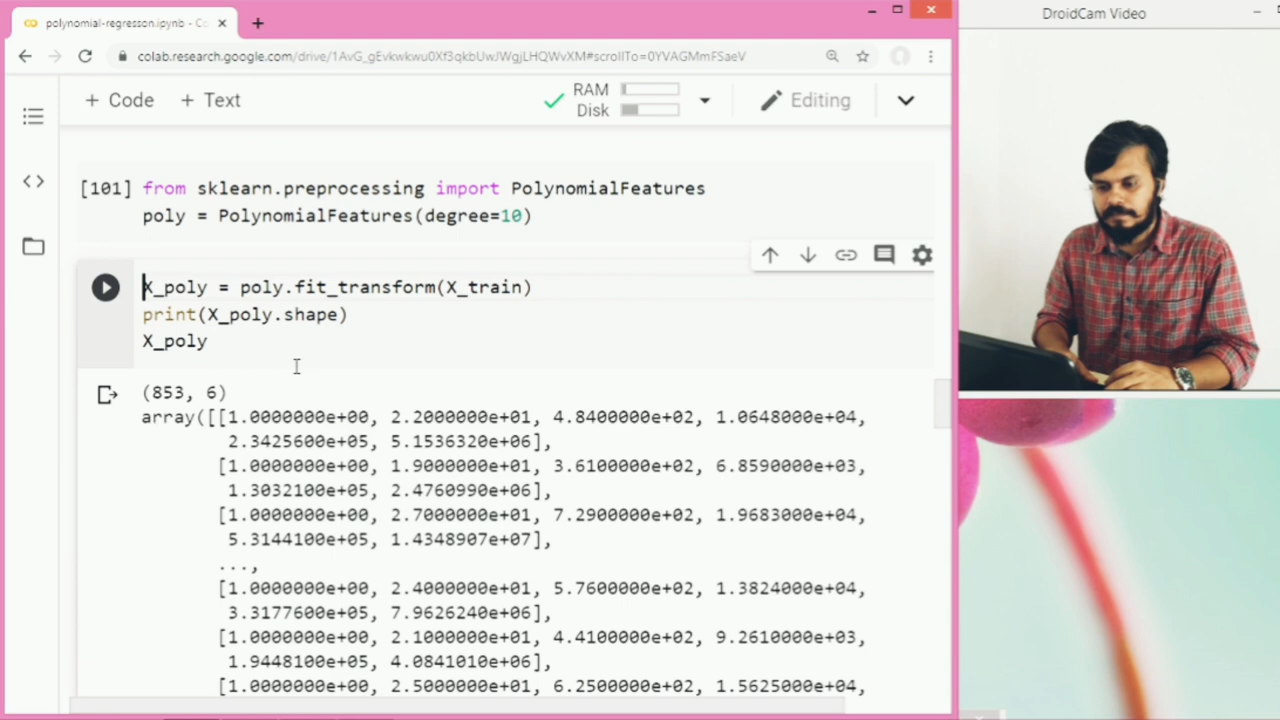 polynomial-regresson.ipynb - Co
colab.research.google.com/drive/1AvG_gEvkwkwu0Xf3qkbUwJWgjLHQWvXM#scrollTo=0YVAGMmFSaeV
+ Code + Text
RAM
Disk
Editing
[101] from sklearn.preprocessing import PolynomialFeatures
poly = PolynomialFeatures(degree=10)
X_poly = poly.fit_transform(X_train)
print(X_poly.shape)
X_poly
(853, 6)
array([[1.0000000e+00, 2.2000000e+01, 4.8400000e+02, 1.0648000e+04,
2.3425600e+05, 5.1536320e+06],
[1.0000000e+00, 1.9000000e+01, 3.6100000e+02, 6.8590000e+03,
1.3032100e+05, 2.4760990e+06],
[1.0000000e+00, 2.7000000e+01, 7.2900000e+02, 1.9683000e+04,
5.3144100e+05, 1.4348907e+07],
...,
[1.0000000e+00, 2.4000000e+01, 5.7600000e+02, 1.3824000e+04,
3.3177600e+05, 7.9626240e+06],
[1.0000000e+00, 2.1000000e+01, 4.4100000e+02, 9.2610000e+03,
1.9448100e+05, 4.0841010e+06],
[1.0000000e+00, 2.5000000e+01, 6.2500000e+02, 1.5625000e+04,
DroidCam Video